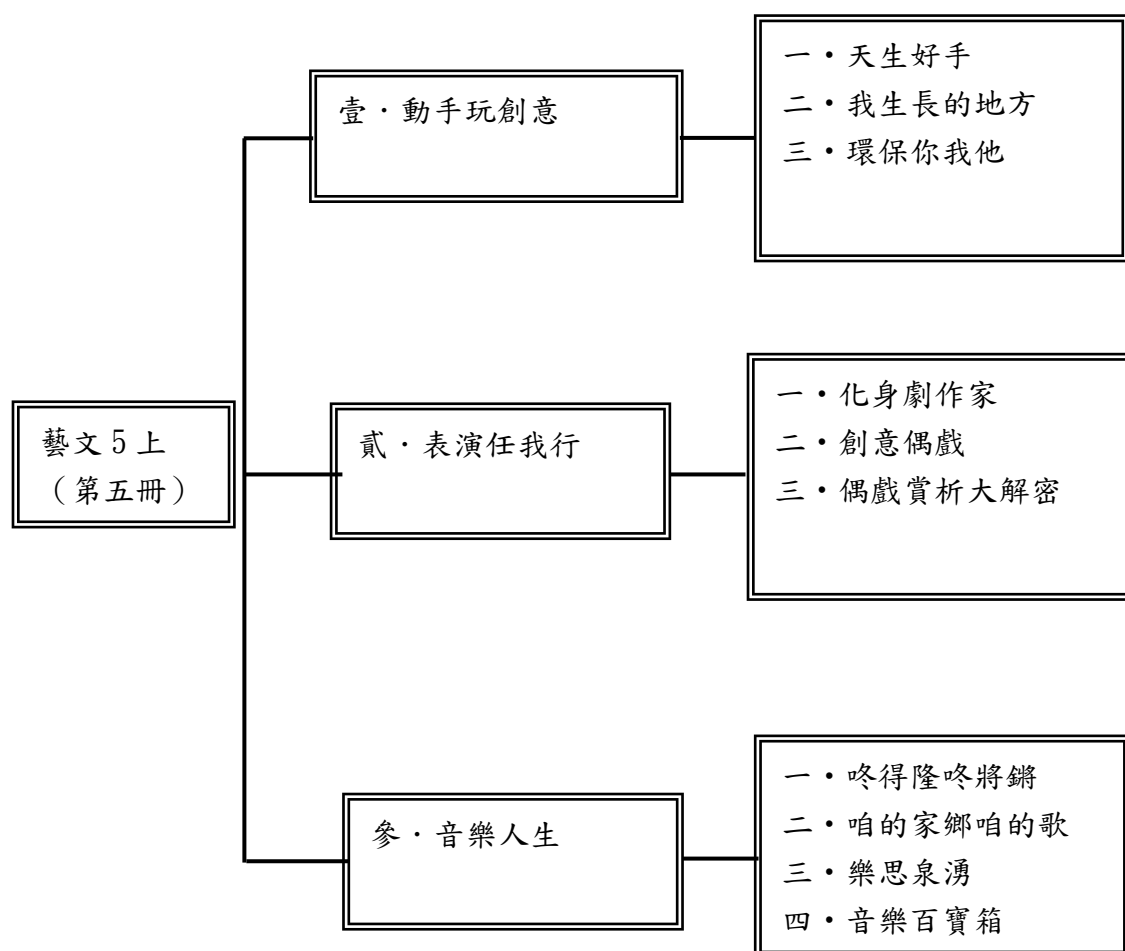 藝文5上
（第五冊）
壹．動手玩創意
一・天生好手
二・我生長的地方
三・環保你我他
貳．表演任我行
一・化身劇作家
二・創意偶戲
三・偶戲賞析大解密
參．音樂人生
一・咚得隆咚將鏘
二・咱的家鄉咱的歌
三・樂思泉湧
四・音樂百寶箱